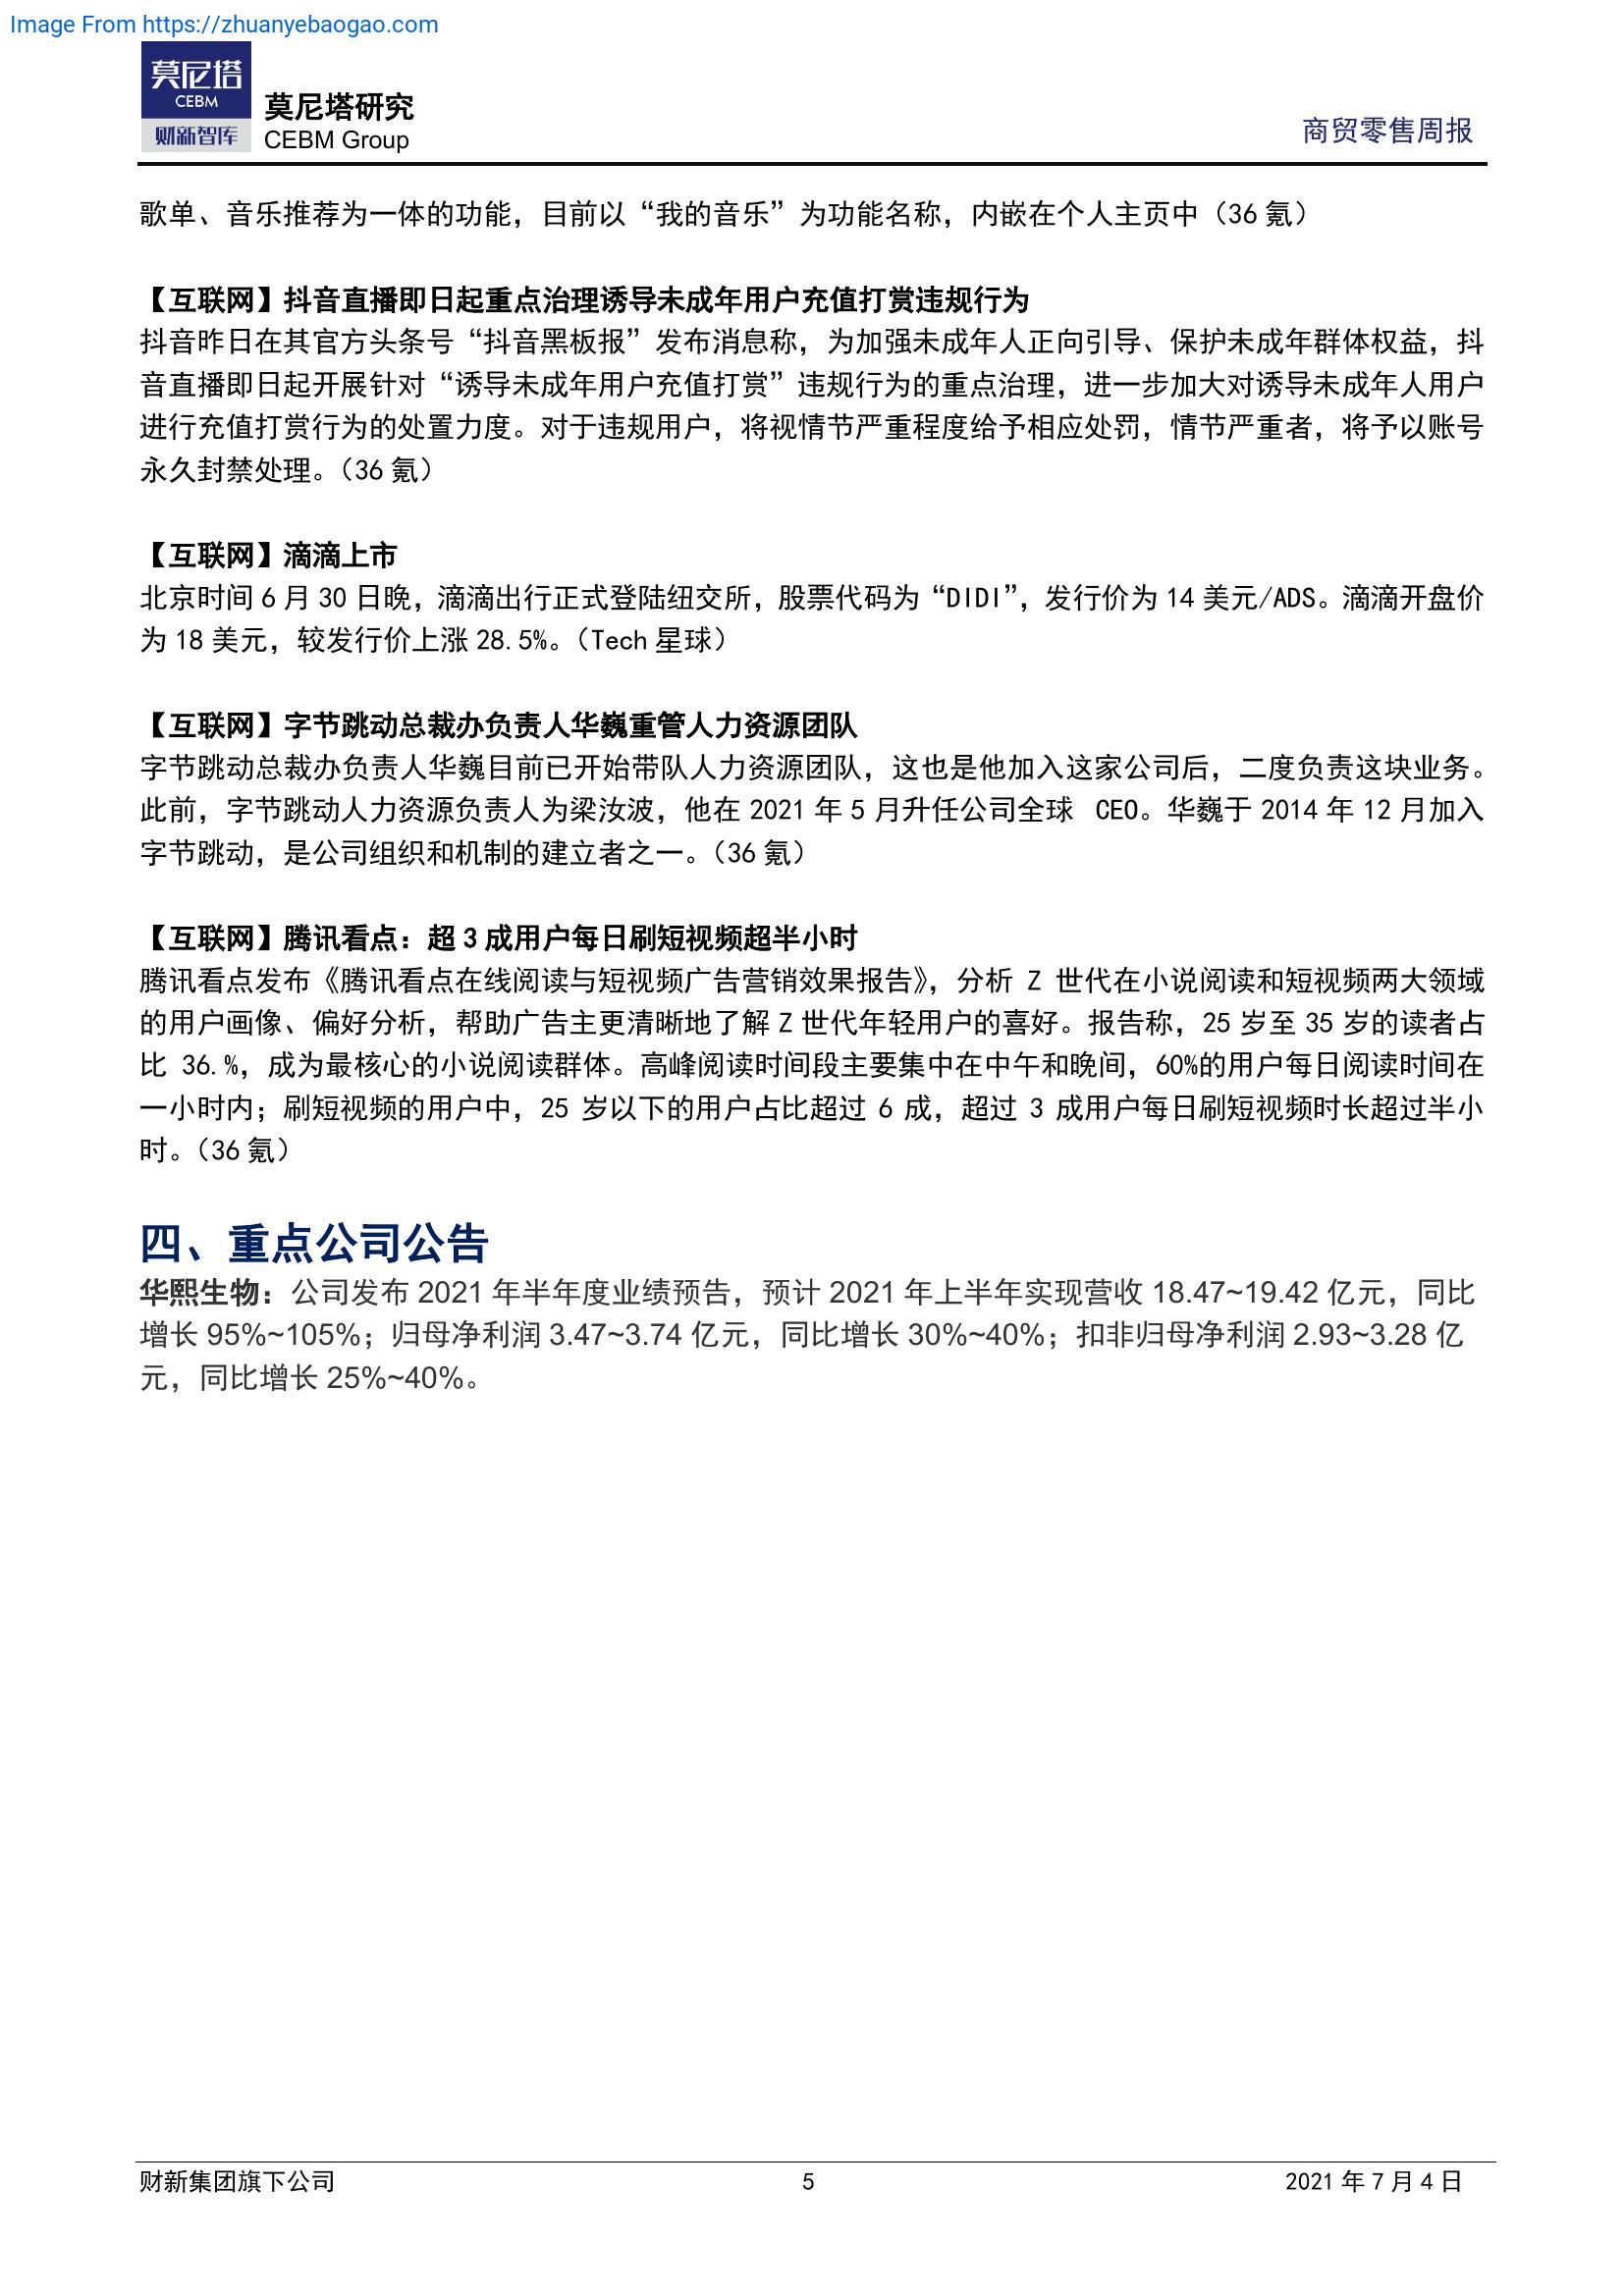 Image From https://zhuanyebaogao.com
莫尼塔
CEBM
财新智库
莫尼塔研究
CEBM Group
商贸零售周报
歌单、音乐推荐为一体的功能，目前以“我的音乐”为功能名称，内嵌在个人主页中（36 氪）
【互联网】抖音直播即日起重点治理诱导未成年用户充值打赏违规行为
抖音昨日在其官方头条号“抖音黑板报”发布消息称，为加强未成年人正向引导、保护未成年群体权益，抖
音直播即日起开展针对“诱导未成年用户充值打赏”违规行为的重点治理，进一步加大对诱导未成年人用户
进行充值打赏行为的处置力度。对于违规用户，将视情节严重程度给予相应处罚，情节严重者，将予以账号
永久封禁处理。（36 氪）
【互联网】滴滴上市
北京时间 6 月 30 日晚，滴滴出行正式登陆纽交所，股票代码为“DIDI”，发行价为 14 美元/ADS。滴滴开盘价
为 18 美元，较发行价上涨 28.5%。（Tech 星球）
【互联网】字节跳动总裁办负责人华巍重管人力资源团队
字节跳动总裁办负责人华巍目前已开始带队人力资源团队，这也是他加入这家公司后，二度负责这块业务。
此前，字节跳动人力资源负责人为梁汝波，他在 2021 年 5 月升任公司全球 CEO。华巍于 2014 年 12 月加入
字节跳动，是公司组织和机制的建立者之一。（36 氪）
【互联网】腾讯看点：超 3 成用户每日刷短视频超半小时
腾讯看点发布《腾讯看点在线阅读与短视频广告营销效果报告》，分析 Z 世代在小说阅读和短视频两大领域
的用户画像、偏好分析，帮助广告主更清晰地了解 Z 世代年轻用户的喜好。报告称，25 岁至 35 岁的读者占
比 36.%，成为最核心的小说阅读群体。高峰阅读时间段主要集中在中午和晚间，60%的用户每日阅读时间在
一小时内；刷短视频的用户中，25 岁以下的用户占比超过 6 成，超过 3 成用户每日刷短视频时长超过半小
时。（36 氪）
四、重点公司公告
华熙生物：公司发布 2021 年半年度业绩预告，预计 2021 年上半年实现营收 18.47~19.42 亿元，同比
增长 95%~105%；归母净利润 3.47~3.74 亿元，同比增长 30%~40%；扣非归母净利润 2.93~3.28 亿
元，同比增长 25%~40%。
财新集团旗下公司
5
2021 年 7 月 4 日